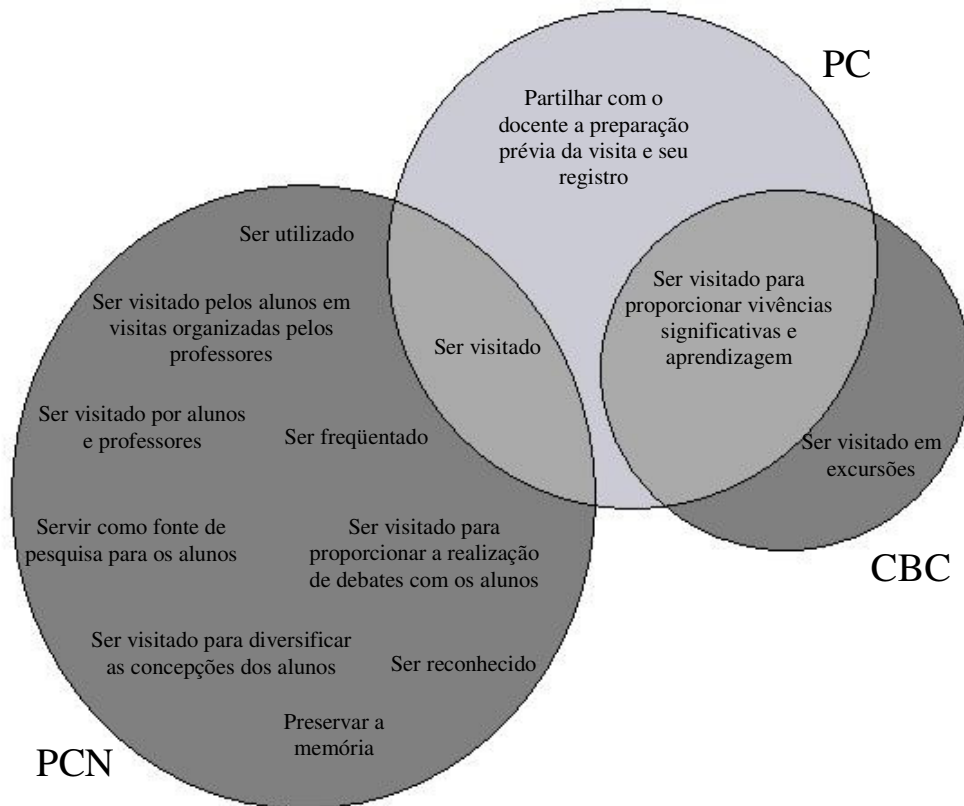 PC
Partilhar com o
docente a preparação
prévia da visita e seu
registro
Ser utilizado
Ser visitado pelos alunos em
visitas organizadas pelos
professores
Ser visitado
Ser visitado para
proporcionar vivências
significativas e
aprendizagem
Ser visitado por alunos
e professores
Ser freqüentado
Ser visitado em
excursões
Servir como fonte de
pesquisa para os alunos
Ser visitado para
proporcionar a realização
de debates com os alunos
CBC
Ser visitado para diversificar
as concepções dos alunos
Ser reconhecido
Preservar a
memória
PCN